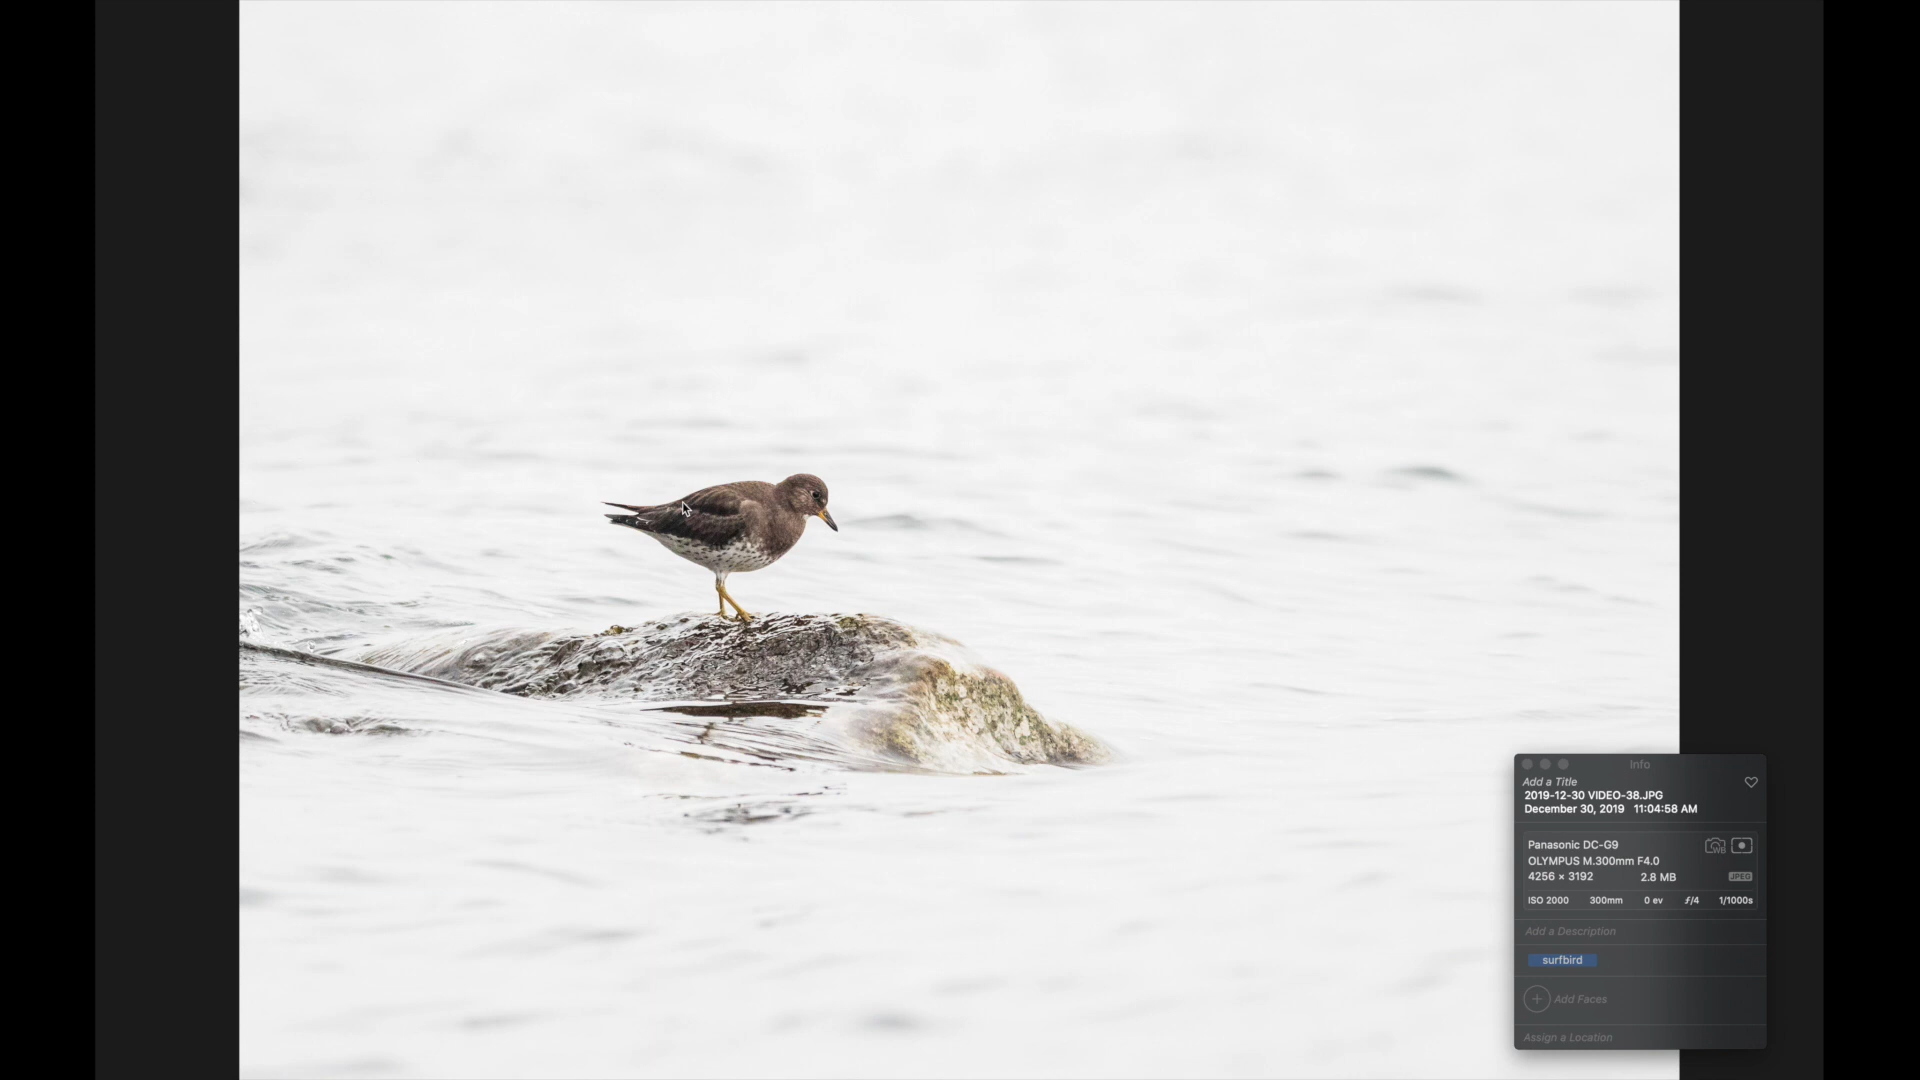 Info
Add a Title
2019-12-30 VIDEO-38.JPG
December 30, 2019 11:04:58 AM
Panasonic DC-G9
WB
OLYMPUS M.300mm F4.0
4256 × 3192 2.8 MB JPEG
ISO 2000 300mm 0 ev ƒ/4 1/1000s
Add a Description
surfbird
Add Faces
Assign a Location